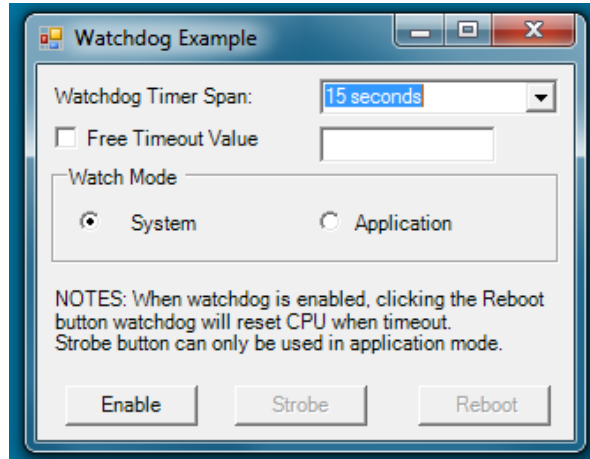 Watchdog Example
Watchdog Timer Span: 15 seconds
Free Timeout Value
Watch Mode
System Application
NOTES: When watchdog is enabled, clicking the Reboot
button watchdog will reset CPU when timeout.
Strobe button can only be used in application mode.
Enable Strobe Reboot